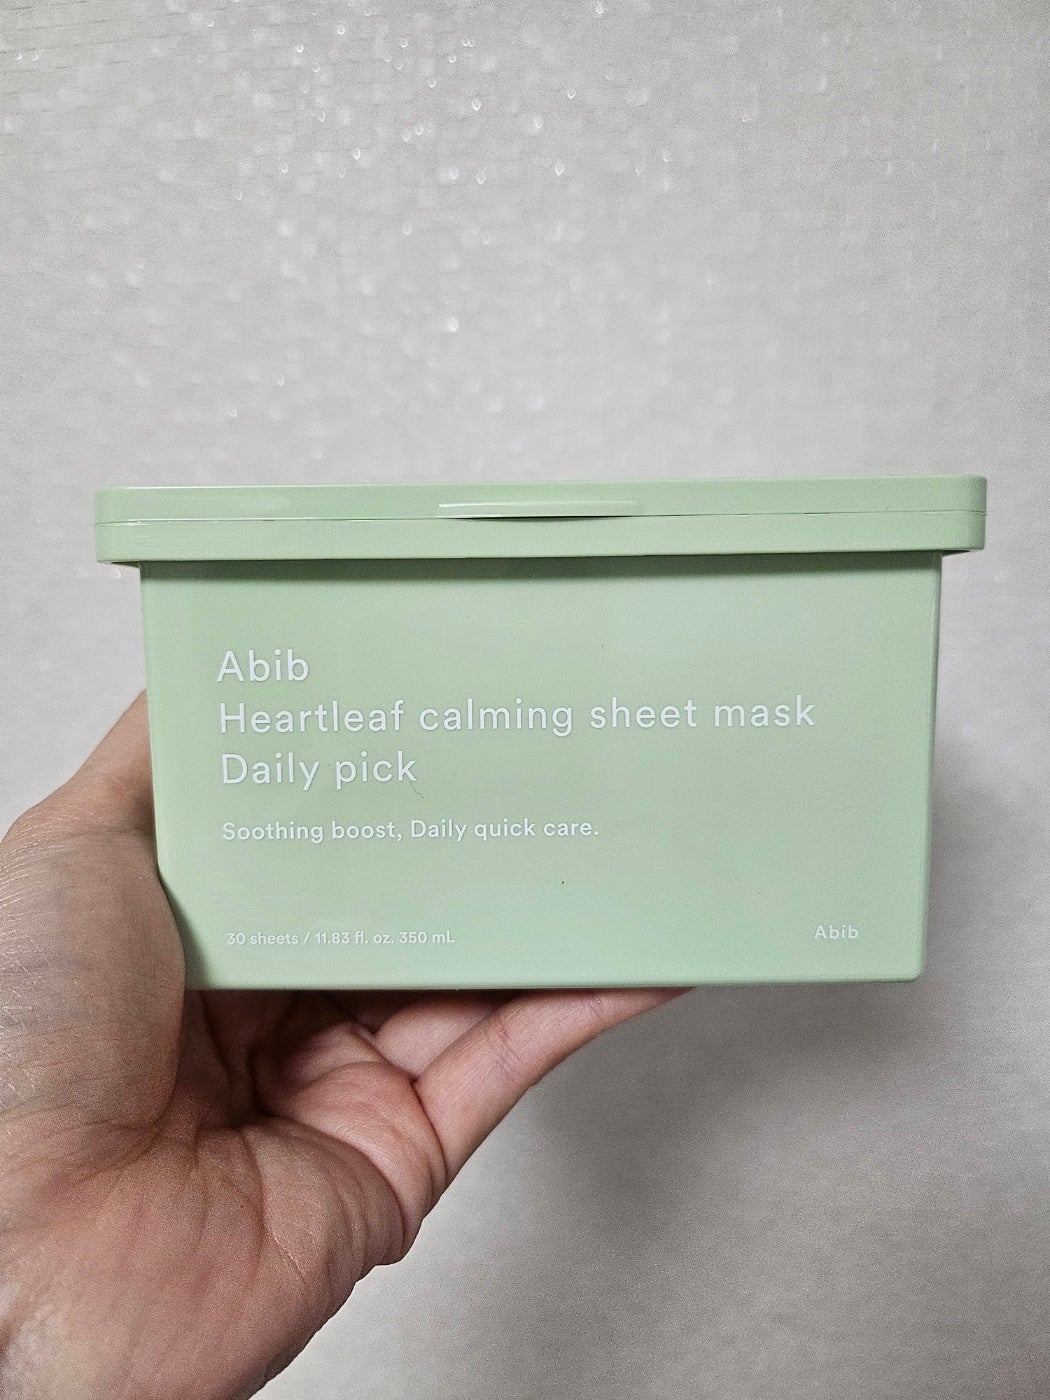 Abib
Heartleaf calming sheet mask
Daily pick
Soothing boost, Daily quick care.
30 sheets / 11.83 fl. oz. 350 mL
Abib